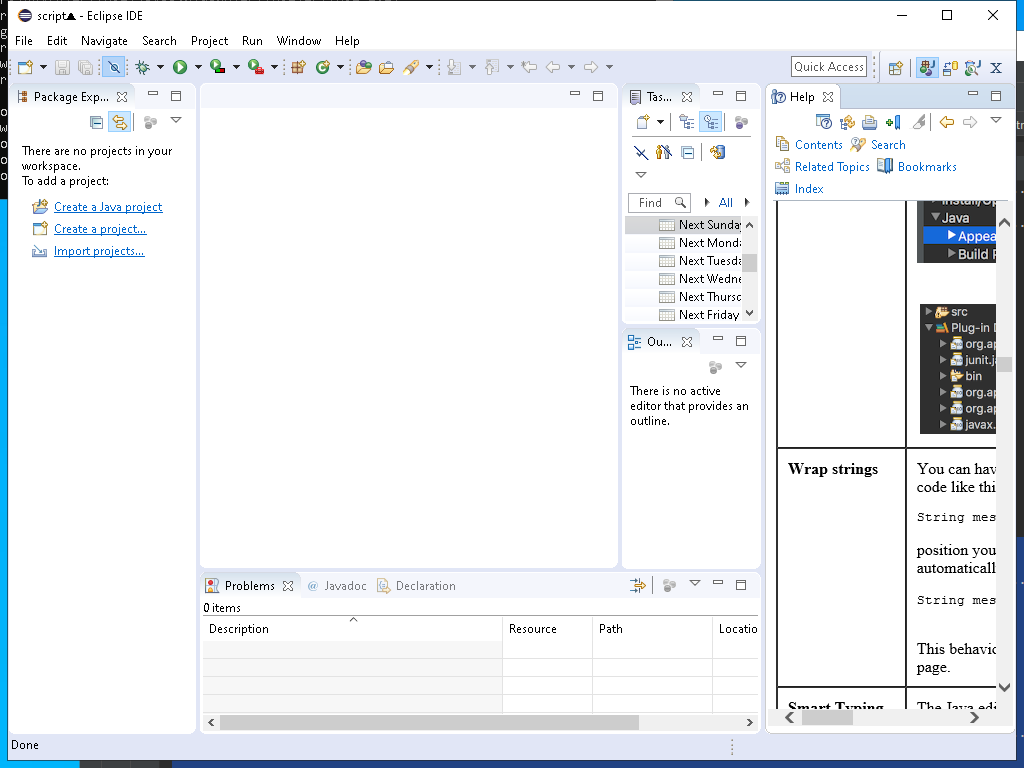 script▲ - Eclipse IDE
File Edit Navigate Search Project Run Window Help
Quick Access
Package Exp...
There are no projects in your
workspace.
To add a project:
Create a Java project
Create a project...
Import projects...
Tas...
Find
All
Next Sunday
Next Monda
Next Tuesda
Next Wedne
Next Thursd
Next Friday
Ou...
There is no active
editor that provides an
outline.
Problems @ Javadoc Declaration
0 items
Description Resource Path Locatio
Help
Contents Search
Related Topics Bookmarks
Index
Install/Up
Java
Appea
Build P
src
Plug-in D
org.ap
junit.ja
bin
org.ap
org.ap
javax.
Wrap strings
You can hav
code like thi
String mes
position you
automaticall
String mes
This behavio
page.
Smart Typing
The Java edi
Done